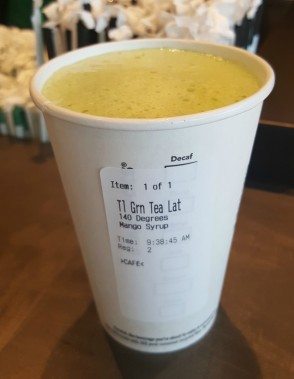 Decaf
Item: 1 of 1
Tl Grn Tea Lat
140 Degrees
Mango Syrup
Time: 9:38:45 AM
Reg: 2
>CAFE<